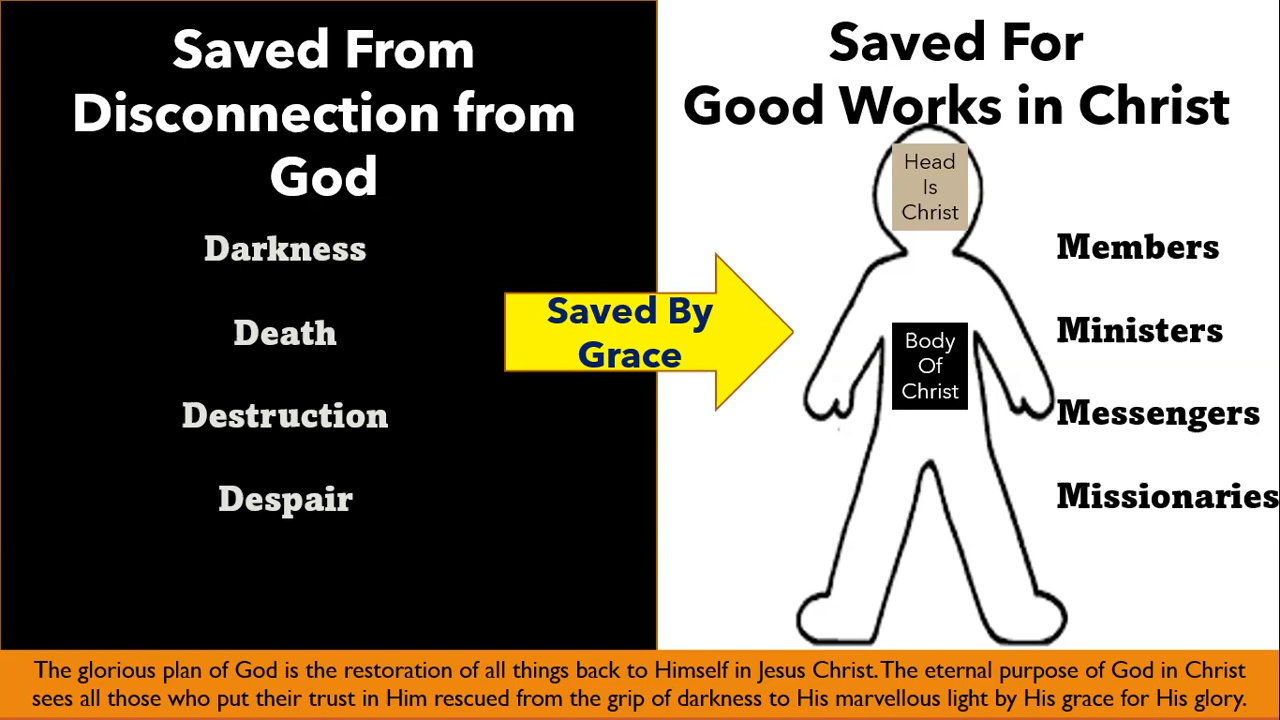 Saved From
Disconnection from
God
Darkness
Death
Destruction
Despair
Saved By
Grace
Saved For
Good Works in Christ
Head
Is
Christ
Body
Of
Christ
Members
Ministers
Messengers
Missionaries
The glorious plan of God is the restoration of all things back to Himself in Jesus Christ. The eternal purpose of God in Christ
sees all those who put their trust in Him rescued from the grip of darkness to His marvellous light by His grace for His glory.